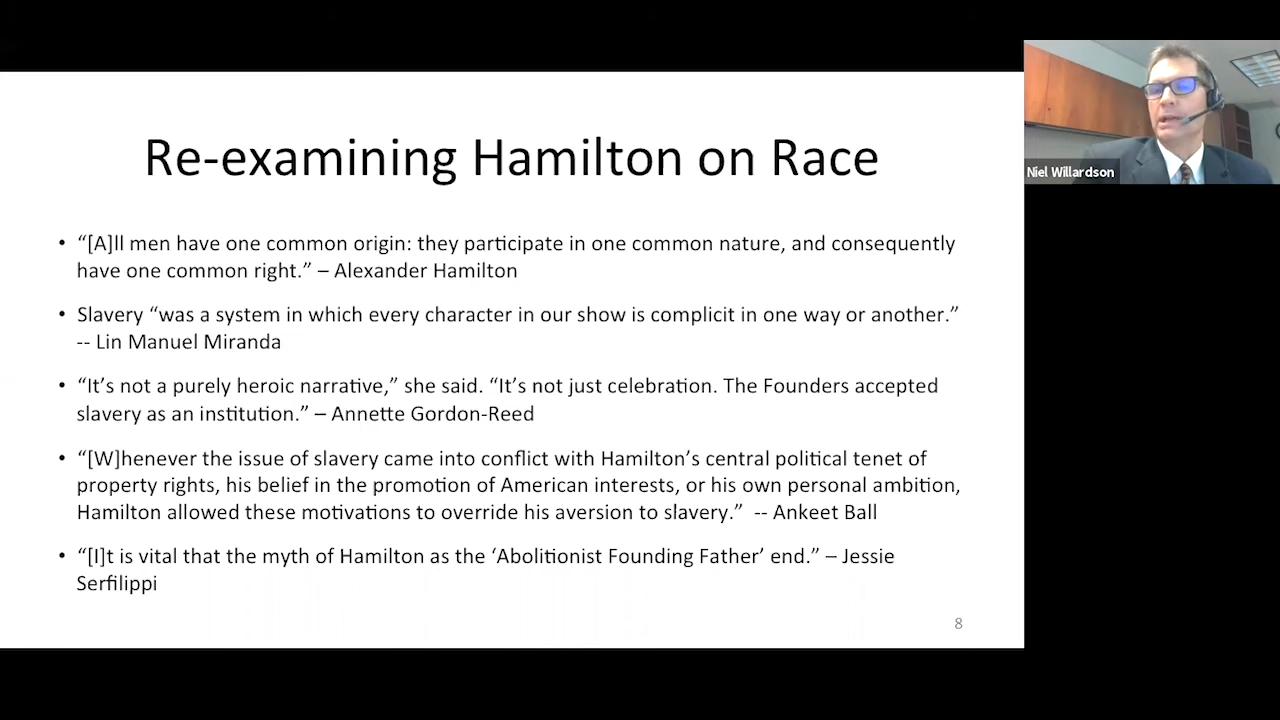 Re-examining Hamilton on Race
• “[A]ll men have one common origin: they participate in one common nature, and consequently
have one common right.” – Alexander Hamilton
• Slavery “was a system in which every character in our show is complicit in one way or another.”
-- Lin Manuel Miranda
• “It’s not a purely heroic narrative,” she said. “It’s not just celebration. The Founders accepted
slavery as an institution.” – Annette Gordon-Reed
• “[W]henever the issue of slavery came into conflict with Hamilton’s central political tenet of
property rights, his belief in the promotion of American interests, or his own personal ambition,
Hamilton allowed these motivations to override his aversion to slavery.” -- Ankeet Ball
• “[I]t is vital that the myth of Hamilton as the ‘Abolitionist Founding Father’ end.” – Jessie
Serfilippi
8
Niel Willardson